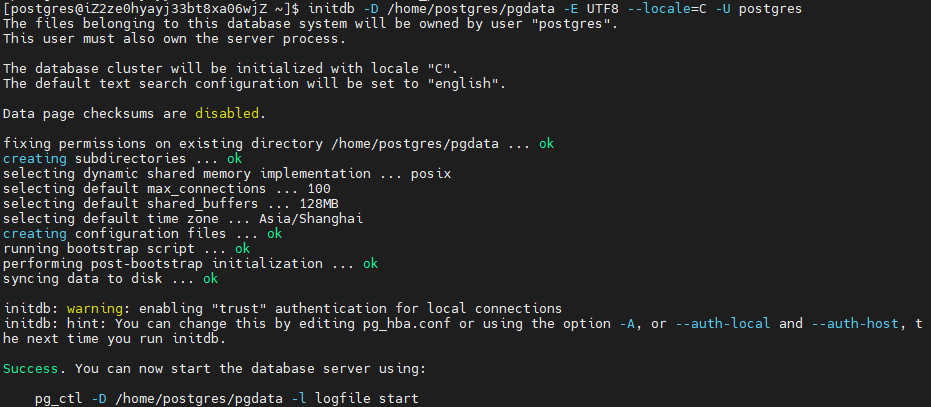 [postgres@iZ2ze0hyayj33bt8xa06wjZ ~]$ initdb -D /home/postgres/pgdata -E UTF8 --locale=C -U postgres
The files belonging to this database system will be owned by user "postgres".
This user must also own the server process.

The database cluster will be initialized with locale "C".
The default text search configuration will be set to "english".

Data page checksums are disabled.

fixing permissions on existing directory /home/postgres/pgdata ... ok
creating subdirectories ... ok
selecting dynamic shared memory implementation ... posix
selecting default max_connections ... 100
selecting default shared_buffers ... 128MB
selecting default time zone ... Asia/Shanghai
creating configuration files ... ok
running bootstrap script ... ok
performing post-bootstrap initialization ... ok
syncing data to disk ... ok

initdb: warning: enabling "trust" authentication for local connections
initdb: hint: You can change this by editing pg_hba.conf or using the option -A, or --auth-local and --auth-host, t
he next time you run initdb.

Success. You can now start the database server using:

    pg_ctl -D /home/postgres/pgdata -l logfile start